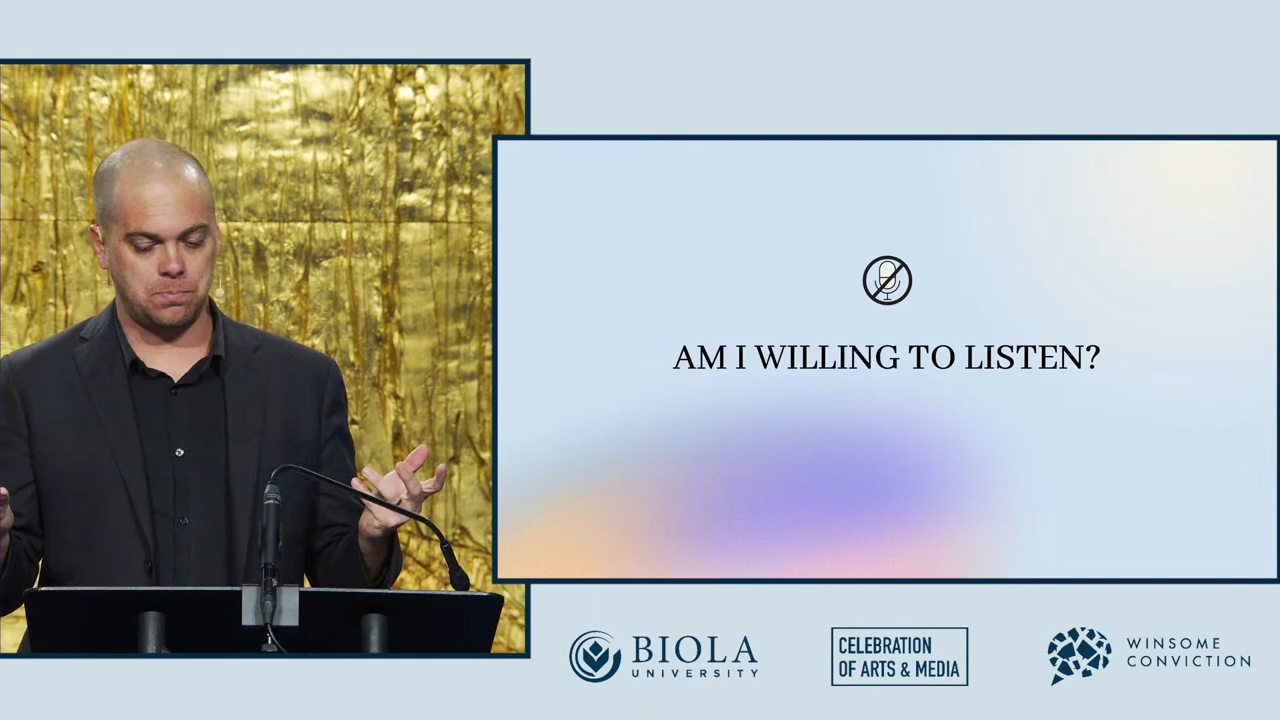 AM I WILLING TO LISTEN?
BIOLA
UNIVERSITY
CELEBRATION
OF ARTS & MEDIA
WINSOME
CONVICTION